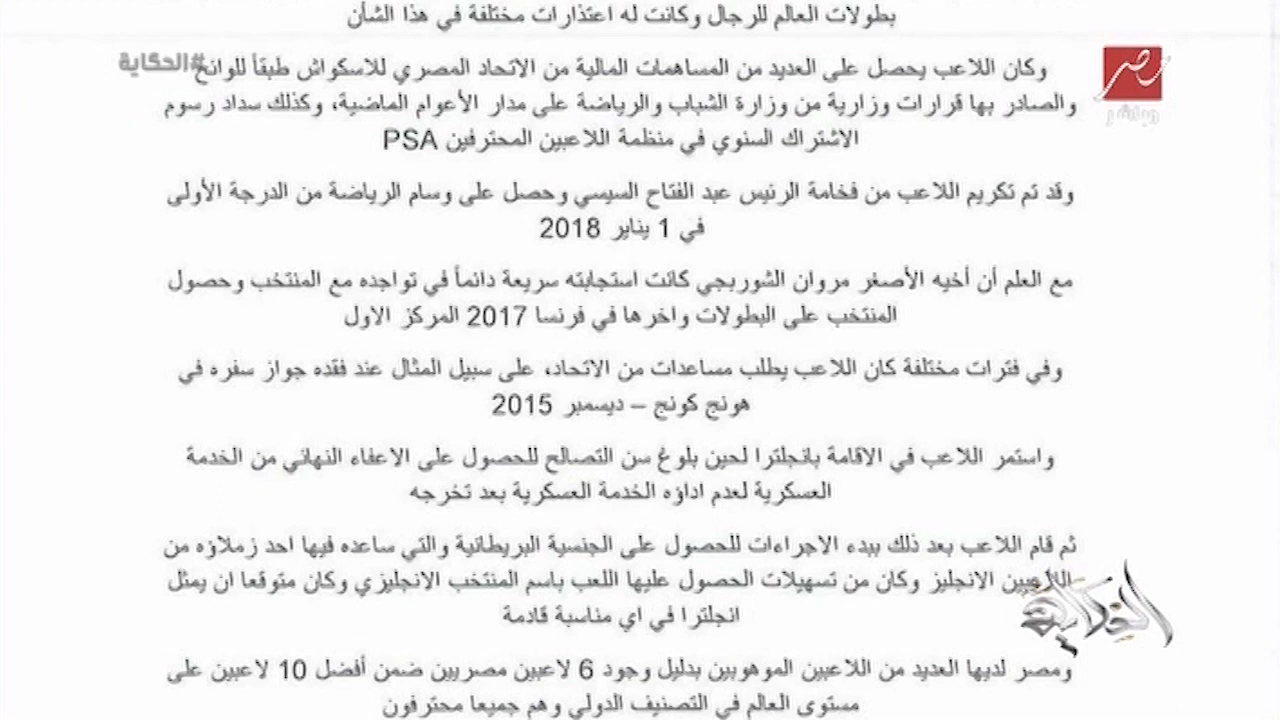 بطولات العالم للرجال وكانت له اعتذارات مختلفة في هذا الشأن
#الحكاية
وكان اللاعب يحصل على العديد من المساهمات المالية من الاتحاد المصري للاسكواش طبقاً للوائح
والصادر بها قرارات وزارية من وزارة الشباب والرياضة على مدار الأعوام الماضية، وكذلك سداد رسوم
الاشتراك السنوي في منظمة اللاعبين المحترفين PSA
وقد تم تكريم اللاعب من فخامة الرئيس عبد الفتاح السيسي وحصل على وسام الرياضة من الدرجة الأولى
في 1 يناير 2018
مع العلم أن أخيه الأصغر مروان الشوربجي كانت استجابته سريعة دائماً في تواجده مع المنتخب وحصول
المنتخب على البطولات واخرها في فرنسا 2017 المركز الاول
وفي فترات مختلفة كان اللاعب يطلب مساعدات من الاتحاد، على سبيل المثال عند فقده جواز سفره في
هونج كونج – ديسمبر 2015
واستمر اللاعب في الاقامة بانجلترا لحين بلوغ سن التصالح للحصول على الاعفاء النهائي من الخدمة
العسكرية لعدم اداؤه الخدمة العسكرية بعد تخرجه
ثم قام اللاعب بعد ذلك ببدء الاجراءات للحصول على الجنسية البريطانية والتي ساعده فيها احد زملاؤه من
اللاعبين الانجليز وكان من تسهيلات الحصول عليها اللعب باسم المنتخب الانجليزي وكان متوقعا ان يمثل
انجلترا في اي مناسبة قادمة
ومصر لديها العديد من اللاعبين الموهوبين بدليل وجود 6 لاعبين مصريين ضمن أفضل 10 لاعبين على
مستوى العالم في التصنيف الدولي وهم جميعا محترفون
مصر
الحكاية